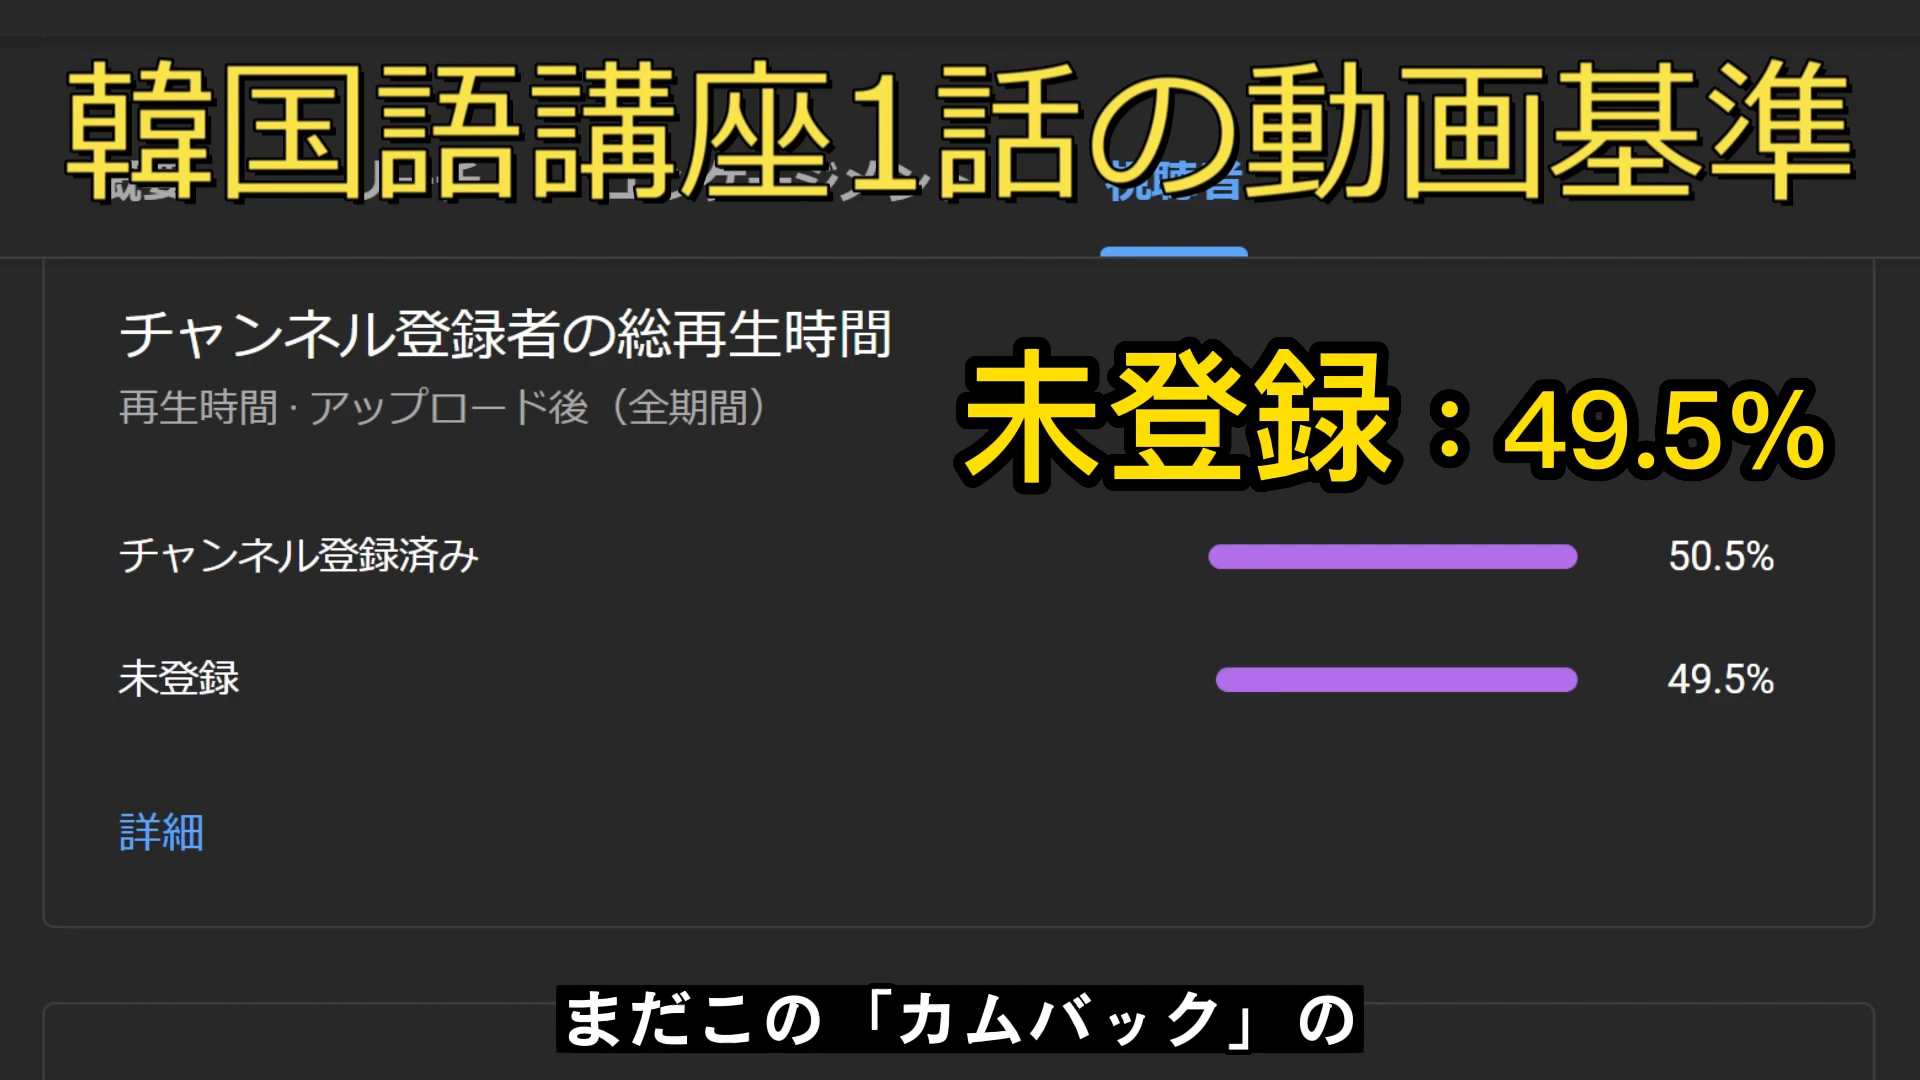 韓国語講座1話の動画基準
視聴者
チャンネル登録者の総再生時間
再生時間 · アップロード後（全期間）
未登録：49.5%
チャンネル登録済み 50.5%
未登録 49.5%
詳細
まだこの「カムバック」の